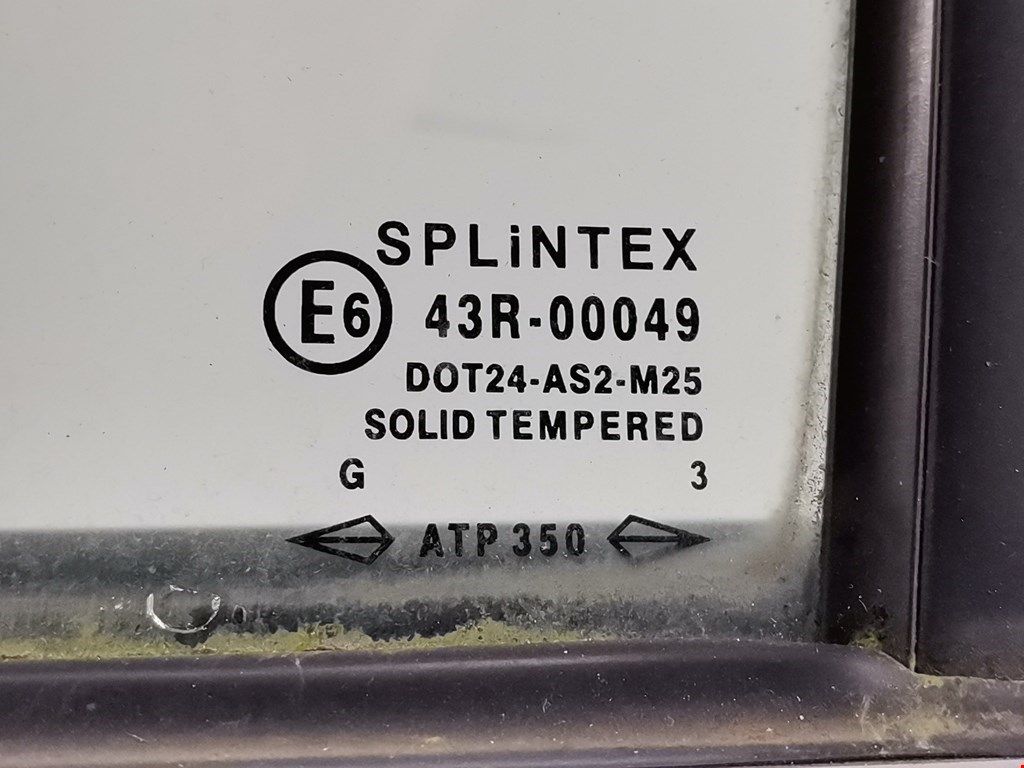 SPLiNTEX
E6 43R-00049
DOT24-AS2-M25
SOLID TEMPERED
G 3
ATP 350